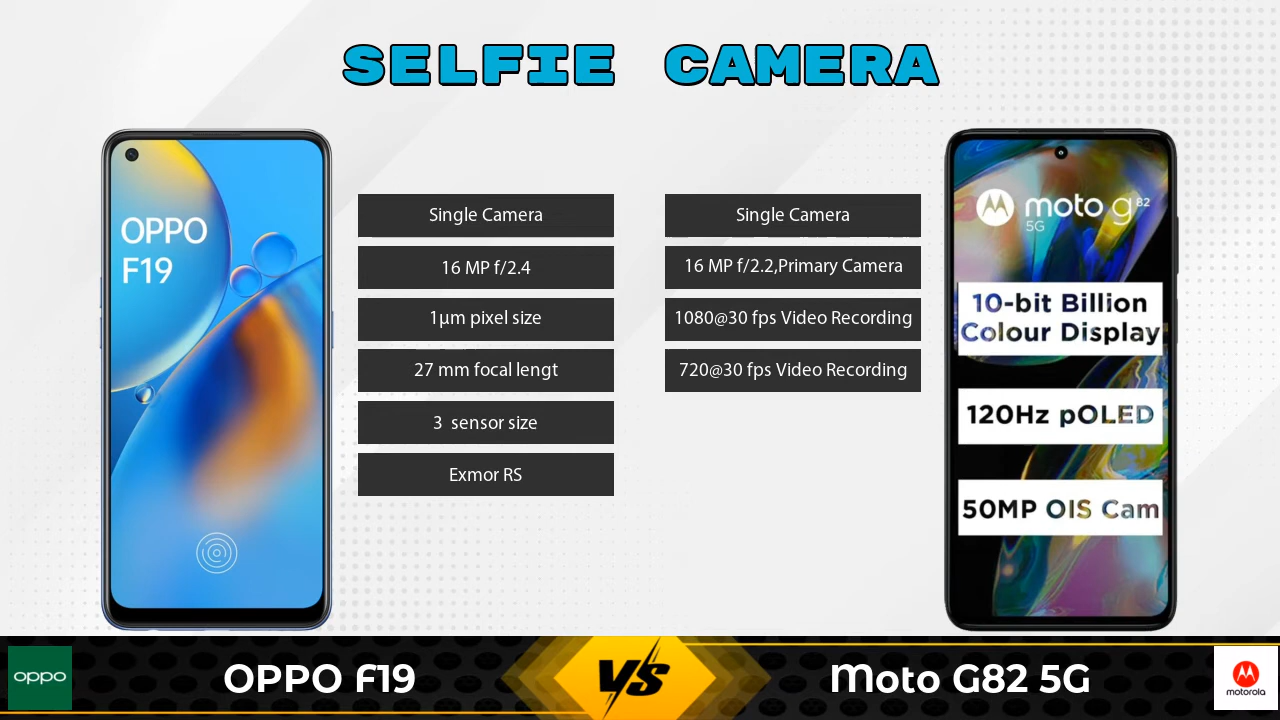 SELFIE CAMERA
OPPO
F19
Single Camera
16 MP f/2.4
1µm pixel size
27 mm focal lengt
3 sensor size
Exmor RS
Single Camera
16 MP f/2.2,Primary Camera
1080@30 fps Video Recording
720@30 fps Video Recording
moto g 82
5G
10-bit Billion
Colour Display
120Hz pOLED
50MP OIS Cam
oppo
OPPO F19
VS
Moto G82 5G
motorola